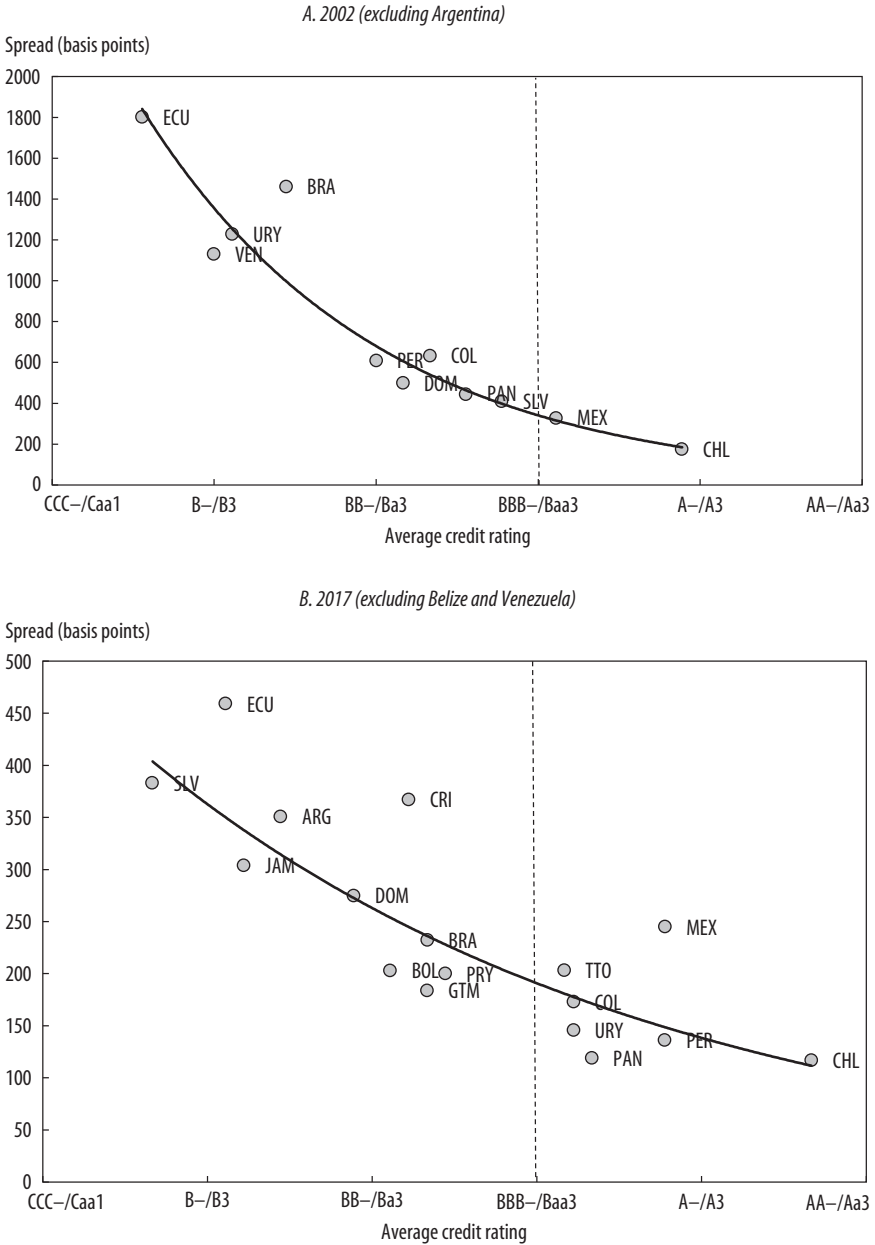 A. 2002 (excluding Argentina)
Spread (basis points)
2000
1800
ECU
1600
BRA
1400
1200
URY
VEN
1000
800
600
PER
COL
400
DOM
PAN
SLV
MEX
200
CHL
0
CCC–/Caa1 B–/B3 BB–/Ba3 BBB–/Baa3 A–/A3 AA–/Aa3
Average credit rating
B. 2017 (excluding Belize and Venezuela)
Spread (basis points)
500
450
ECU
400
SLV
CRI
350
ARG
300
JAM
DOM
250
BRA
MEX
200
BOL
PRY
GTM
TTO
COL
150
URY
PER
PAN
CHL
100
50
0
CCC–/Caa1 B–/B3 BB–/Ba3 BBB–/Baa3 A–/A3 AA–/Aa3
Average credit rating